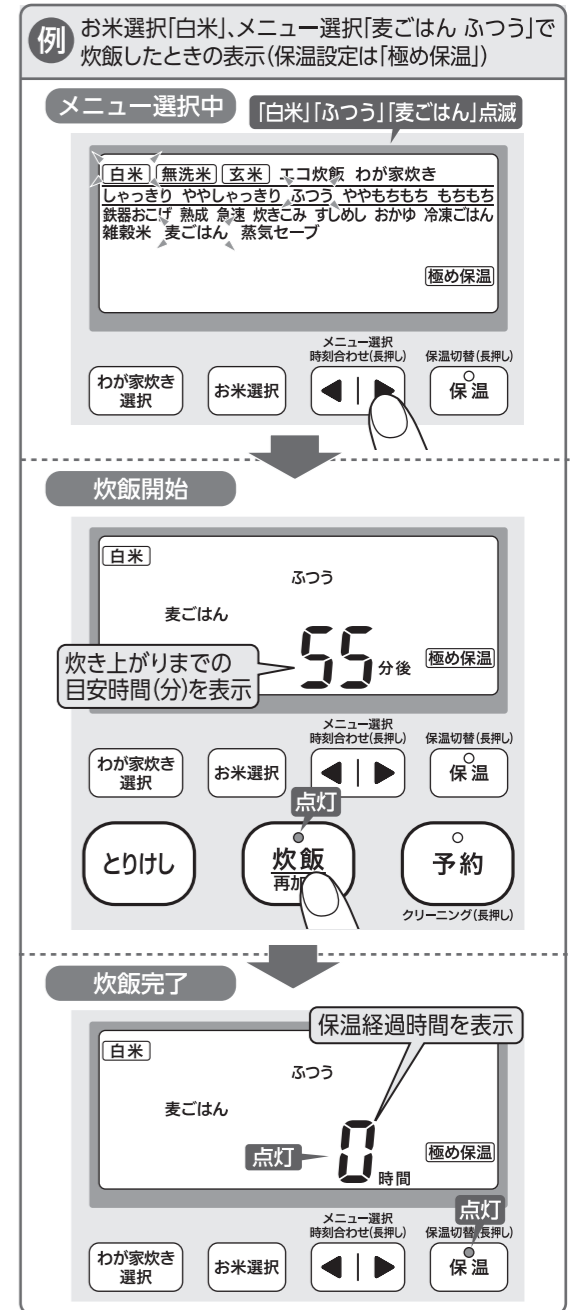 例
お米選択「白米」、メニュー選択「麦ごはん ふつう」で
炊飯したときの表示(保温設定は「極め保温」)
メニュー選択中
「白米」「ふつう」「麦ごはん」点滅
白米 無洗米 玄米 エコ炊飯 わが家炊き
しゃっきり ややしゃっきり ふつう ややもちもち もちもち
鉄器おこげ 熟成 急速 炊きこみ すしめし おかゆ 冷凍ごはん
雑穀米 麦ごはん 蒸気セーブ
極め保温
メニュー選択
時刻合わせ(長押し) 保温切替(長押し)
わが家炊き
選択
お米選択
◀ | ▶
保温
炊飯開始
白米
ふつう
麦ごはん
炊き上がりまでの
目安時間(分)を表示
55分後
極め保温
メニュー選択
時刻合わせ(長押し) 保温切替(長押し)
わが家炊き
選択
お米選択
◀ | ▶
保温
点灯
とりけし
炊飯
再加
予約
クリーニング(長押し)
炊飯完了
保温経過時間を表示
白米
ふつう
麦ごはん
点灯
0時間
極め保温
点灯
メニュー選択
時刻合わせ(長押し) 保温切替(長押し)
わが家炊き
選択
お米選択
◀ | ▶
保温